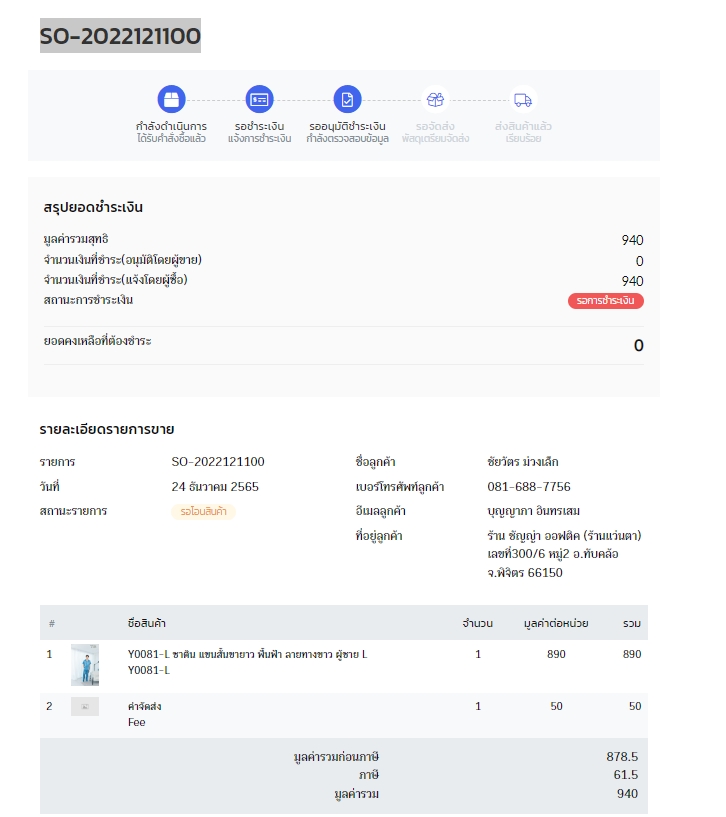 SO-2022121100
กำลังดำเนินการ
ได้รับคำสั่งซื้อแล้ว
รอชำระเงิน
แจ้งการชำระเงิน
รออนุมัติชำระเงิน
กำลังตรวจสอบข้อมูล
รอจัดส่ง
พัสดุเตรียมจัดส่ง
ส่งสินค้าแล้ว
เรียบร้อย
สรุปยอดชำระเงิน
มูลค่ารวมสุทธิ 940
จำนวนเงินที่ชำระ(อนุมัติโดยผู้ขาย) 0
จำนวนเงินที่ชำระ(แจ้งโดยผู้ซื้อ) 940
สถานะการชำระเงิน รอการชำระเงิน
ยอดคงเหลือที่ต้องชำระ 0
รายละเอียดรายการขาย
รายการ SO-2022121100
วันที่ 24 ธันวาคม 2565
สถานะรายการ รอโอนสินค้า
ชื่อลูกค้า ชัยวัตร ม่วงเล็ก
เบอร์โทรศัพท์ลูกค้า 081-688-7756
อีเมลลูกค้า บุญญาภา อินทรเสม
ที่อยู่ลูกค้า ร้าน ชัญญ่า ออฟติค (ร้านแว่นตา)
เลขที่300/6 หมู่2 อ.ทับคล้อ
จ.พิจิตร 66150
# ชื่อสินค้า จำนวน มูลค่าต่อหน่วย รวม
1 Y0081-L ซาติน แขนสั้นขายาว พื้นฟ้า ลายทางขาว ผู้ชาย L 1 890 890
Y0081-L
2 ค่าจัดส่ง 1 50 50
Fee
มูลค่ารวมก่อนภาษี 878.5
ภาษี 61.5
มูลค่ารวม 940